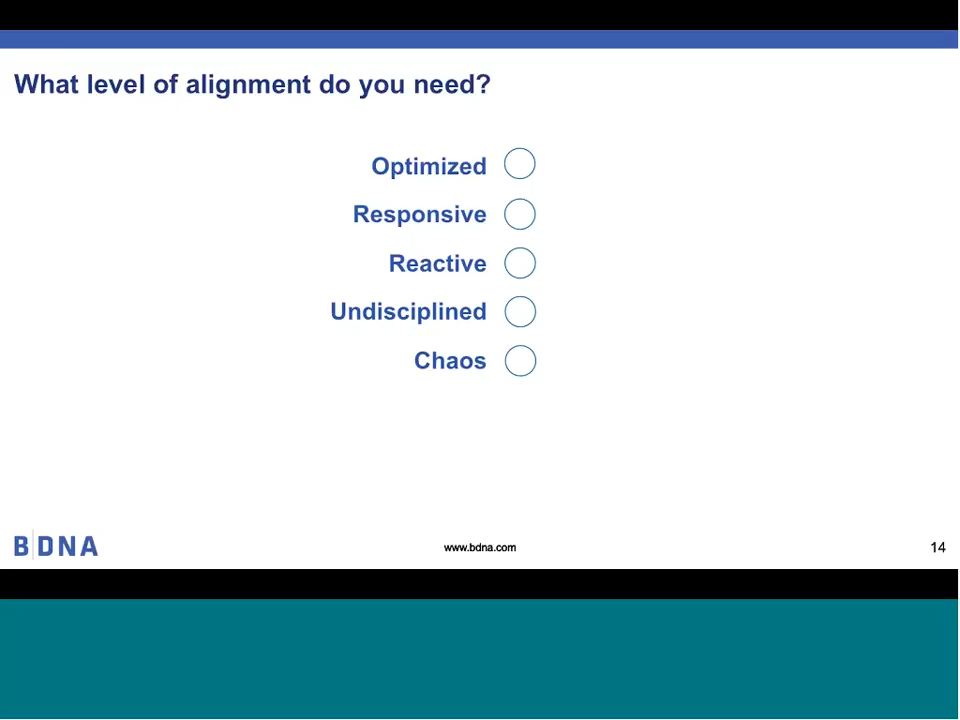 What level of alignment do you need?
Optimized
Responsive
Reactive
Undisciplined
Chaos
BDNA
www.bdna.com
14